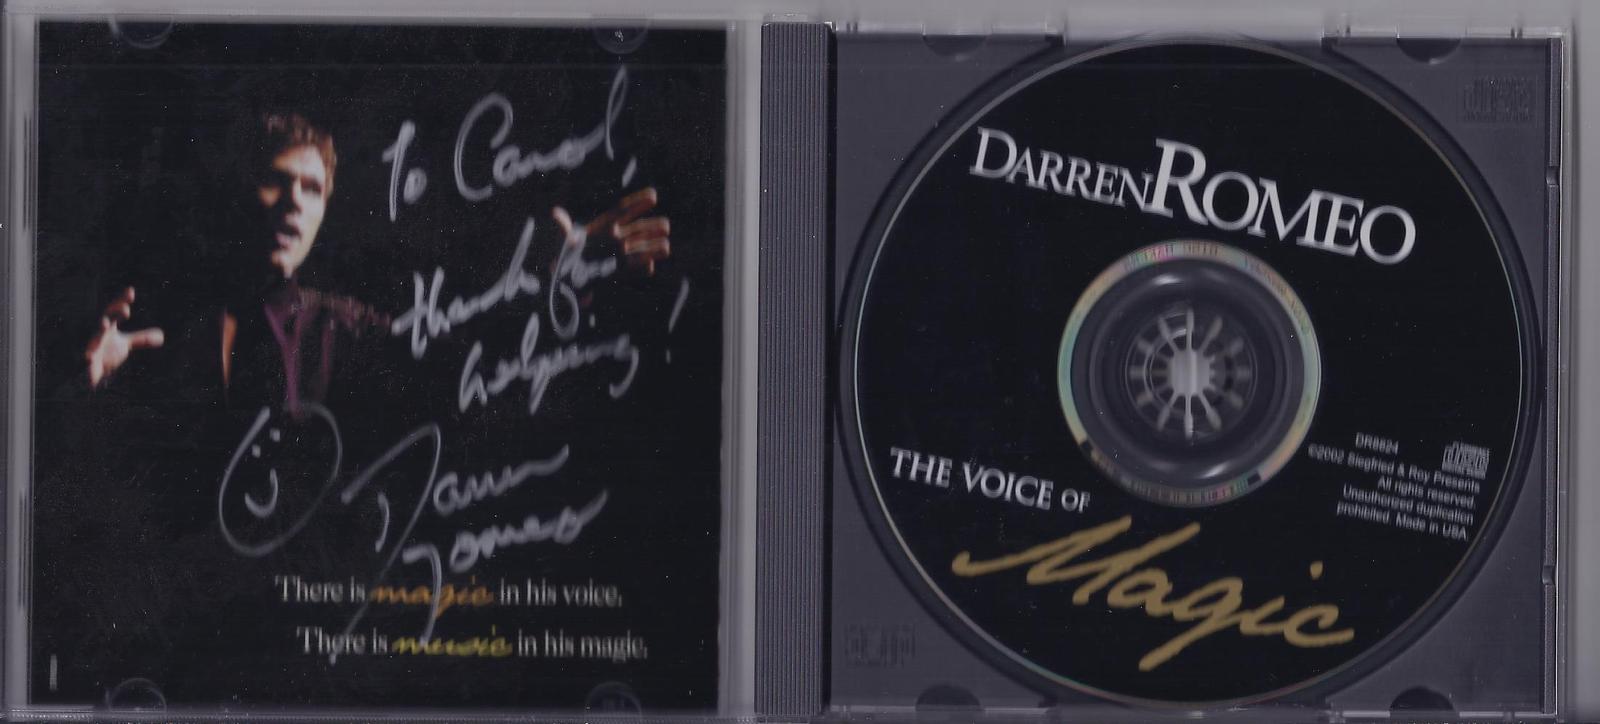 To Carol,
thanks for
helping!
Darren
Romeo
There is magic in his voice.
There is music in his magic.
DARREN ROMEO
THE VOICE OF
Magic
DR8824
©2002 Siegfried & Roy Presents
All rights reserved.
Unauthorized duplication
prohibited. Made in USA.